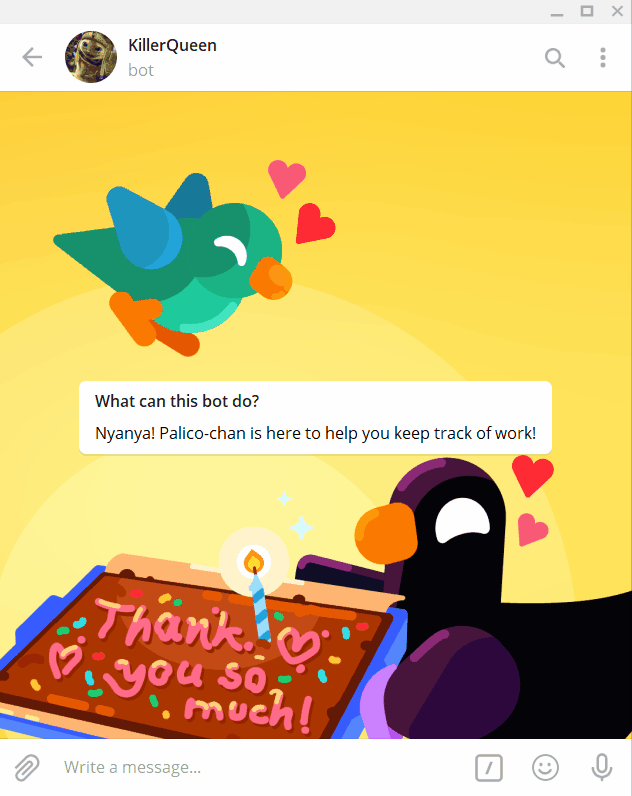 KillerQueen
bot
What can this bot do?
Nyanya! Palico-chan is here to help you keep track of work!
Thank
you so
much!
Write a message...